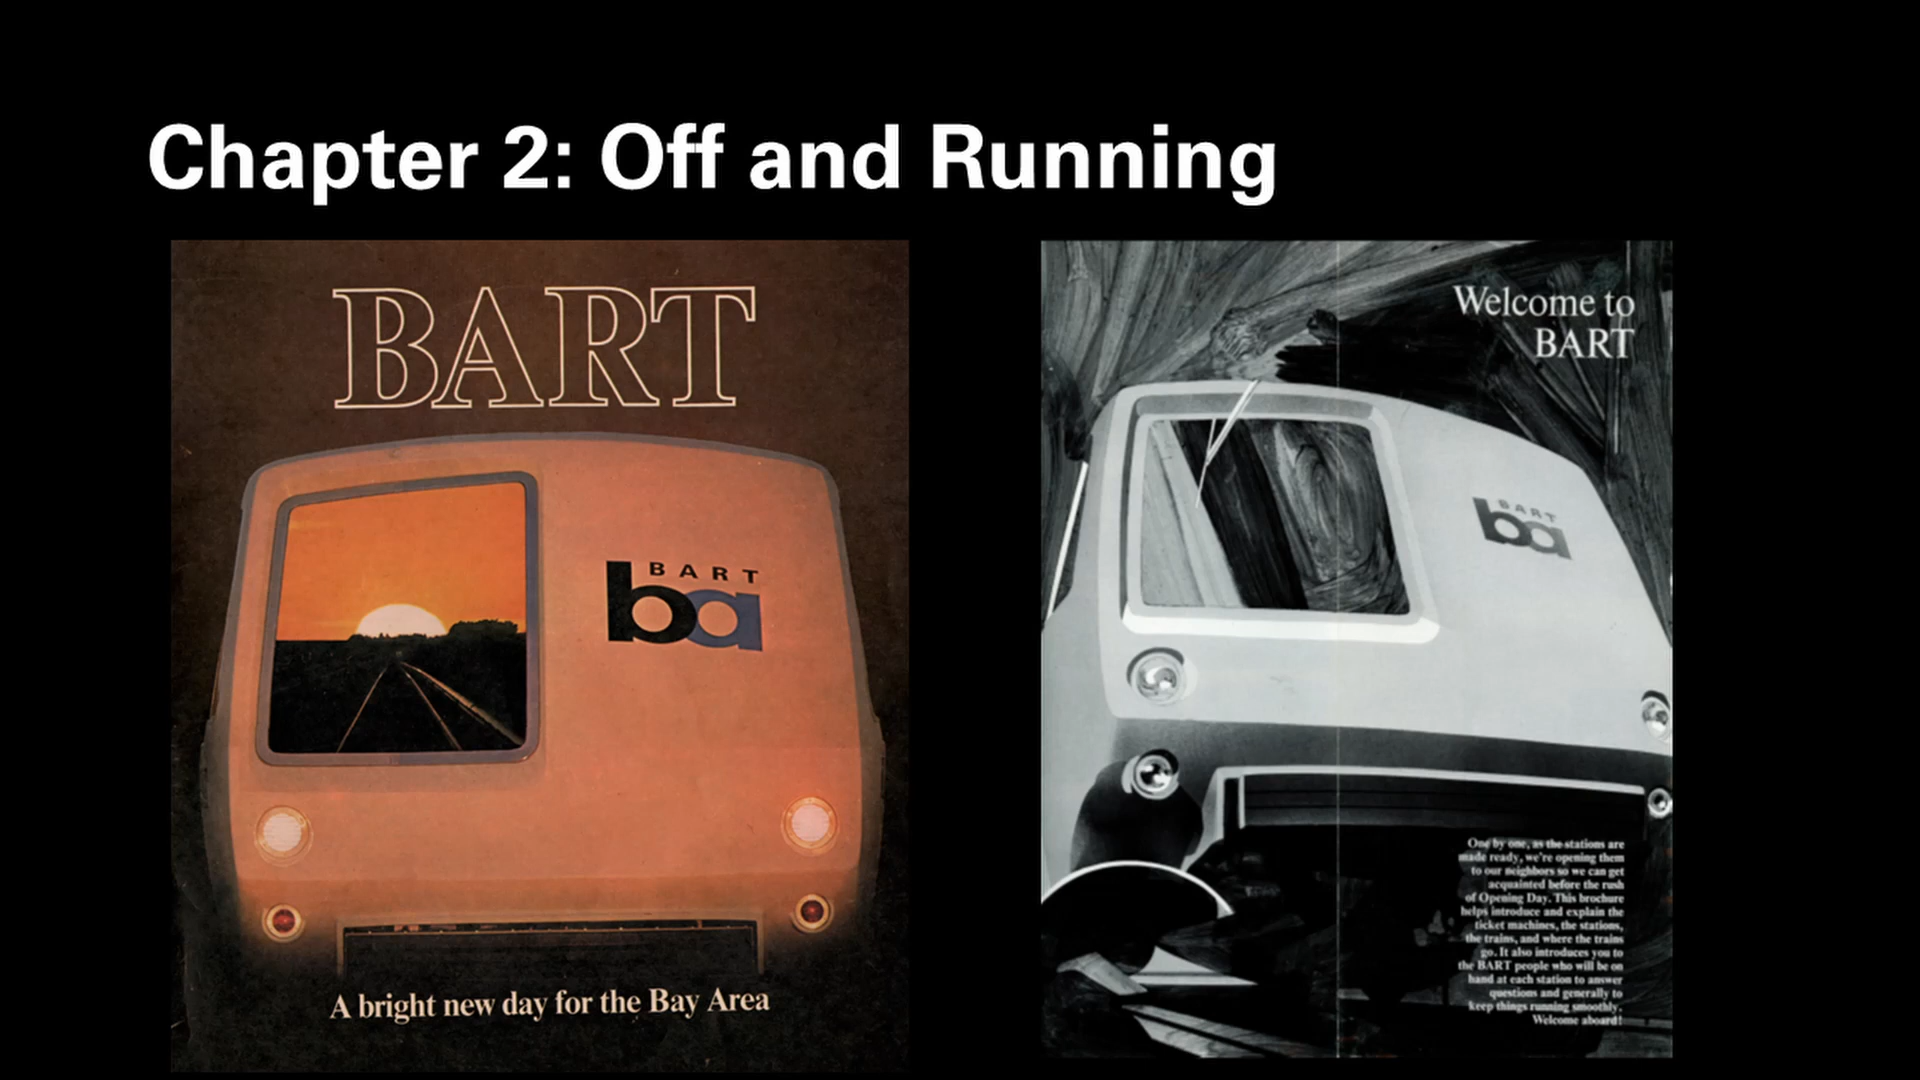 Chapter 2: Off and Running
BART
BART
ba
A bright new day for the Bay Area
Welcome to
BART
BART
ba
One by one, as the stations are
made ready, we're opening them
to our neighbors so we can get
acquainted before the rush
of Opening Day. This brochure
helps introduce and explain the
ticket machines, the stations,
the trains, and where the trains
go. It also introduces you to
the BART people who will be on
hand at each station to answer
questions and generally to
keep things running smoothly.
Welcome aboard!